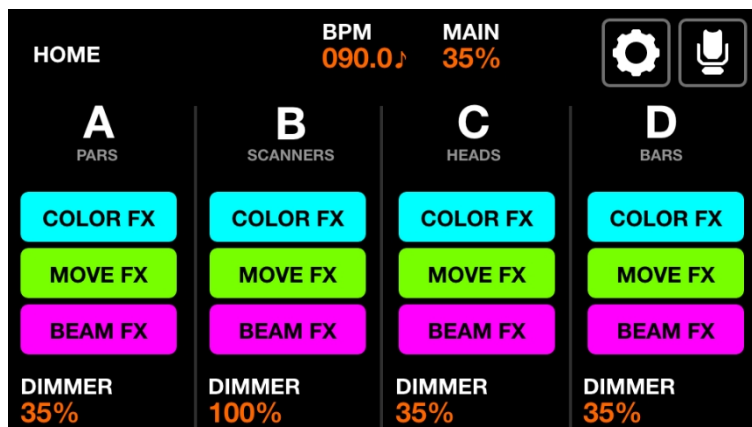 HOME
BPM MAIN
090.0♪ 35%
A B C D
PARS SCANNERS HEADS BARS
COLOR FX COLOR FX COLOR FX COLOR FX
MOVE FX MOVE FX MOVE FX MOVE FX
BEAM FX BEAM FX BEAM FX BEAM FX
DIMMER DIMMER DIMMER DIMMER
35% 100% 35% 35%